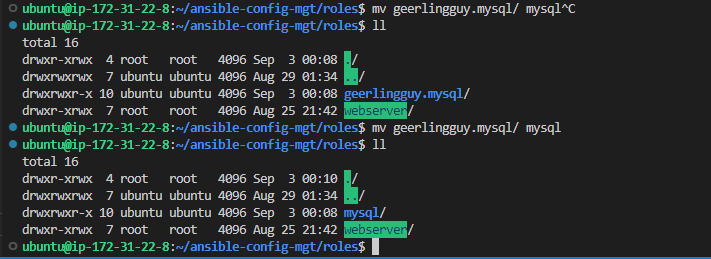 ubuntu@ip-172-31-22-8:~/ansible-config-mgt/roles$ mv geerlingguy.mysql/ mysql^C
ubuntu@ip-172-31-22-8:~/ansible-config-mgt/roles$ ll
total 16
drwxr-xrwx  4 root   root   4096 Sep  3 00:08 ./
drwxrwxrwx  7 ubuntu ubuntu 4096 Aug 29 01:34 ../
drwxrwxr-x 10 ubuntu ubuntu 4096 Sep  3 00:08 geerlingguy.mysql/
drwxr-xrwx  7 root   root   4096 Aug 25 21:42 webserver/
ubuntu@ip-172-31-22-8:~/ansible-config-mgt/roles$ mv geerlingguy.mysql/ mysql
ubuntu@ip-172-31-22-8:~/ansible-config-mgt/roles$ ll
total 16
drwxr-xrwx  4 root   root   4096 Sep  3 00:10 ./
drwxrwxrwx  7 ubuntu ubuntu 4096 Aug 29 01:34 ../
drwxrwxr-x 10 ubuntu ubuntu 4096 Sep  3 00:08 mysql/
drwxr-xrwx  7 root   root   4096 Aug 25 21:42 webserver/
ubuntu@ip-172-31-22-8:~/ansible-config-mgt/roles$